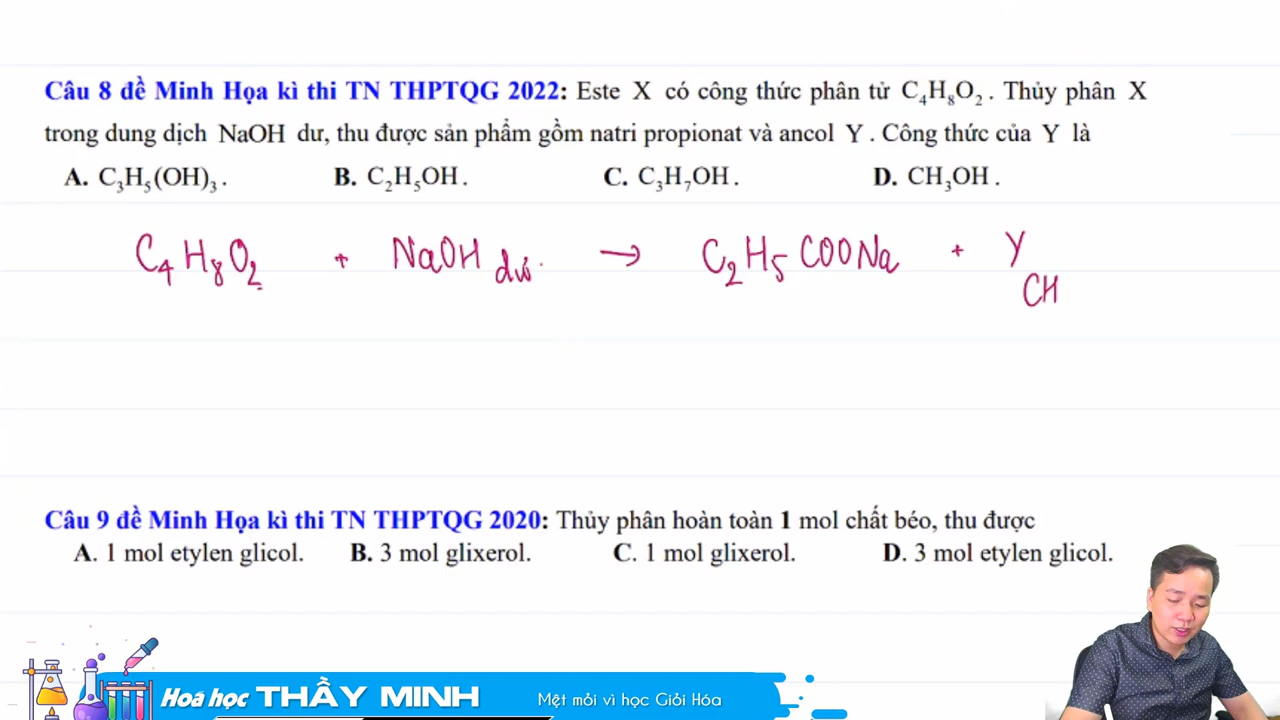 Câu 8 đề Minh Họa kì thi TN THPTQG 2022: Este X có công thức phân tử C₄H₈O₂. Thủy phân X
trong dung dịch NaOH dư, thu được sản phẩm gồm natri propionat và ancol Y. Công thức của Y là
A. C₃H₅(OH)₃. B. C₂H₅OH. C. C₃H₇OH. D. CH₃OH.
C₄H₈O₂ + NaOH dư → C₂H₅COONa + Y
CH
Câu 9 đề Minh Họa kì thi TN THPTQG 2020: Thủy phân hoàn toàn 1 mol chất béo, thu được
A. 1 mol etylen glicol. B. 3 mol glixerol. C. 1 mol glixerol. D. 3 mol etylen glicol.
Hoá học THẦY MINH Mệt mỏi vì học Giỏi Hóa